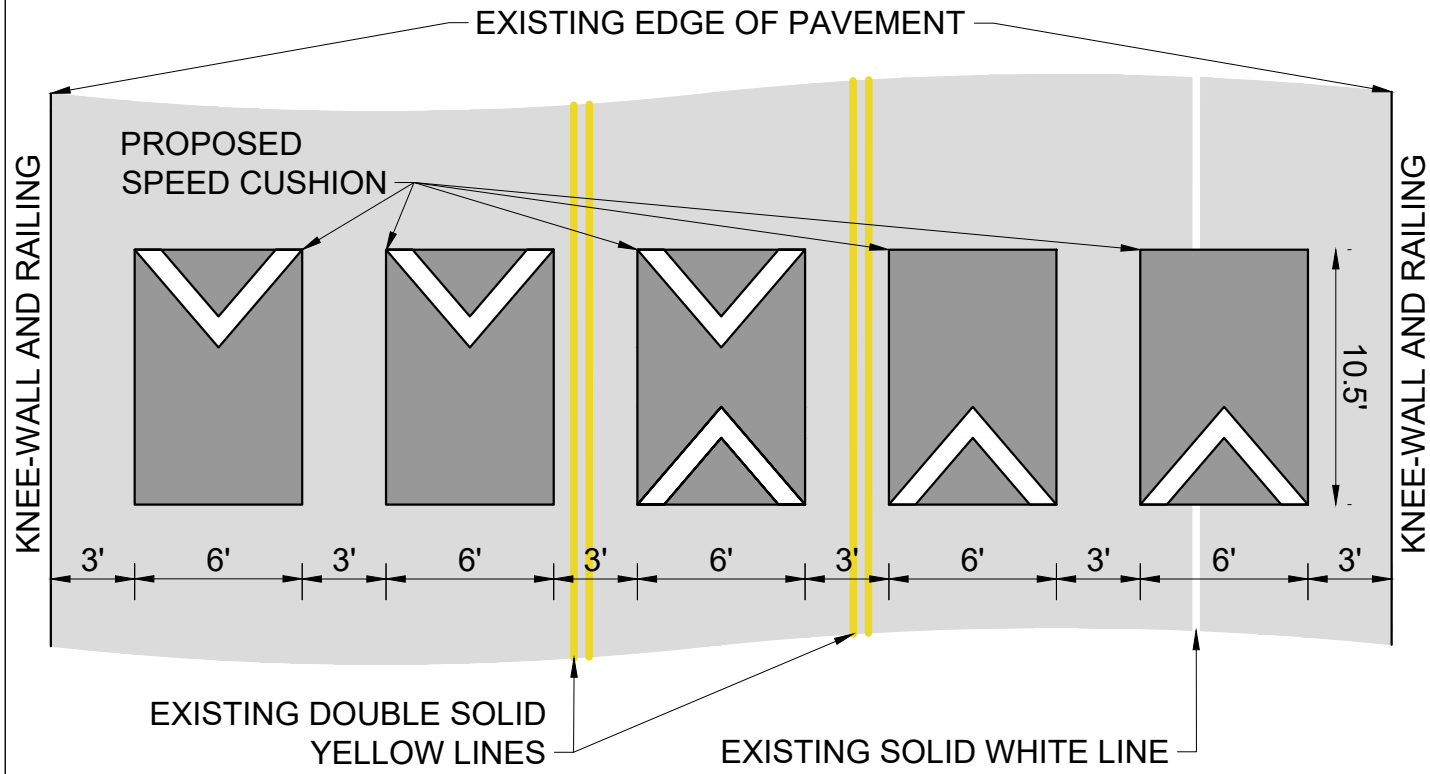 EXISTING EDGE OF PAVEMENT
PROPOSED
SPEED CUSHION
KNEE-WALL AND RAILING
KNEE-WALL AND RAILING
10.5'
3'
6'
3'
6'
3'
6'
3'
6'
3'
6'
3'
EXISTING DOUBLE SOLID
YELLOW LINES
EXISTING SOLID WHITE LINE